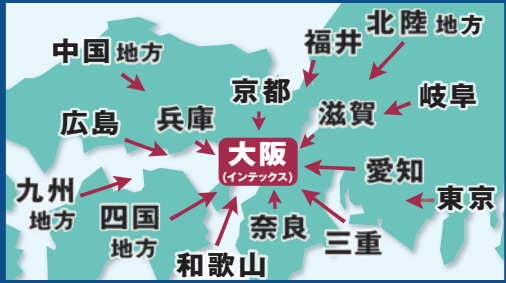 北陸 地方
福井
中国 地方
岐阜
京都
滋賀
兵庫
広島
大阪
(インテックス)
愛知
東京
九州
地方
四国
地方
奈良
三重
和歌山